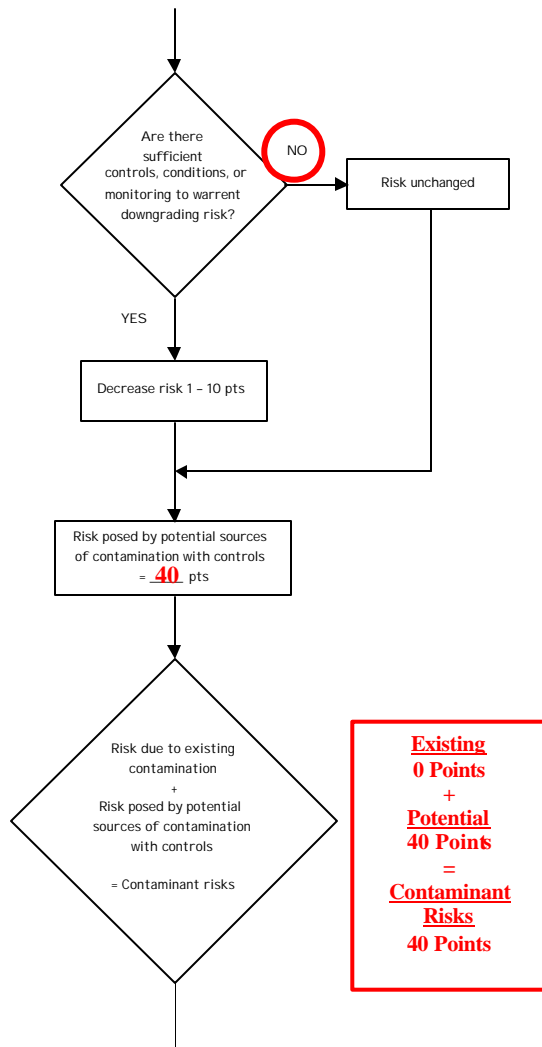 Are there
sufficient
controls, conditions, or
monitoring to warrent
downgrading risk?
NO
Risk unchanged
YES
Decrease risk 1 - 10 pts
Risk posed by potential sources
of contamination with controls
= 40 pts
Risk due to existing
contamination
+
Risk posed by potential
sources of contamination
with controls
= Contaminant risks
Existing
0 Points
+
Potential
40 Points
=
Contaminant
Risks
40 Points